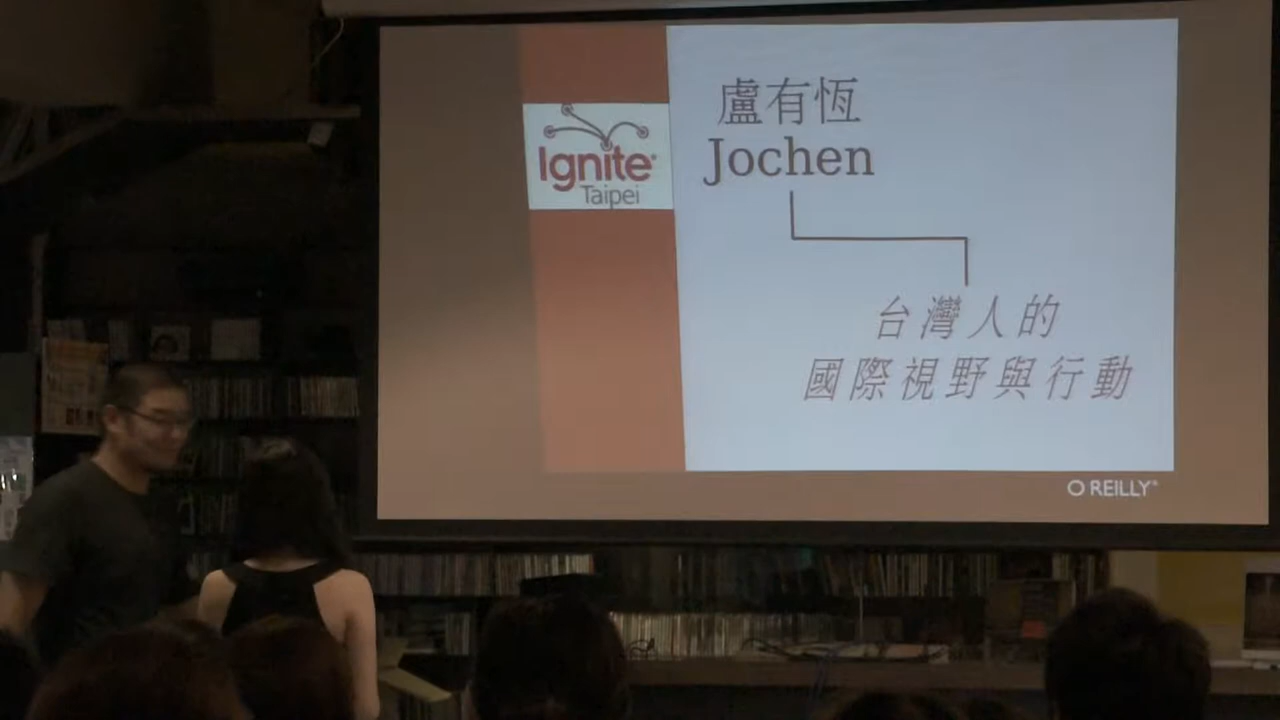 盧有恆
Jochen
Ignite
Taipei
台灣人的
國際視野與行動
O REILLY